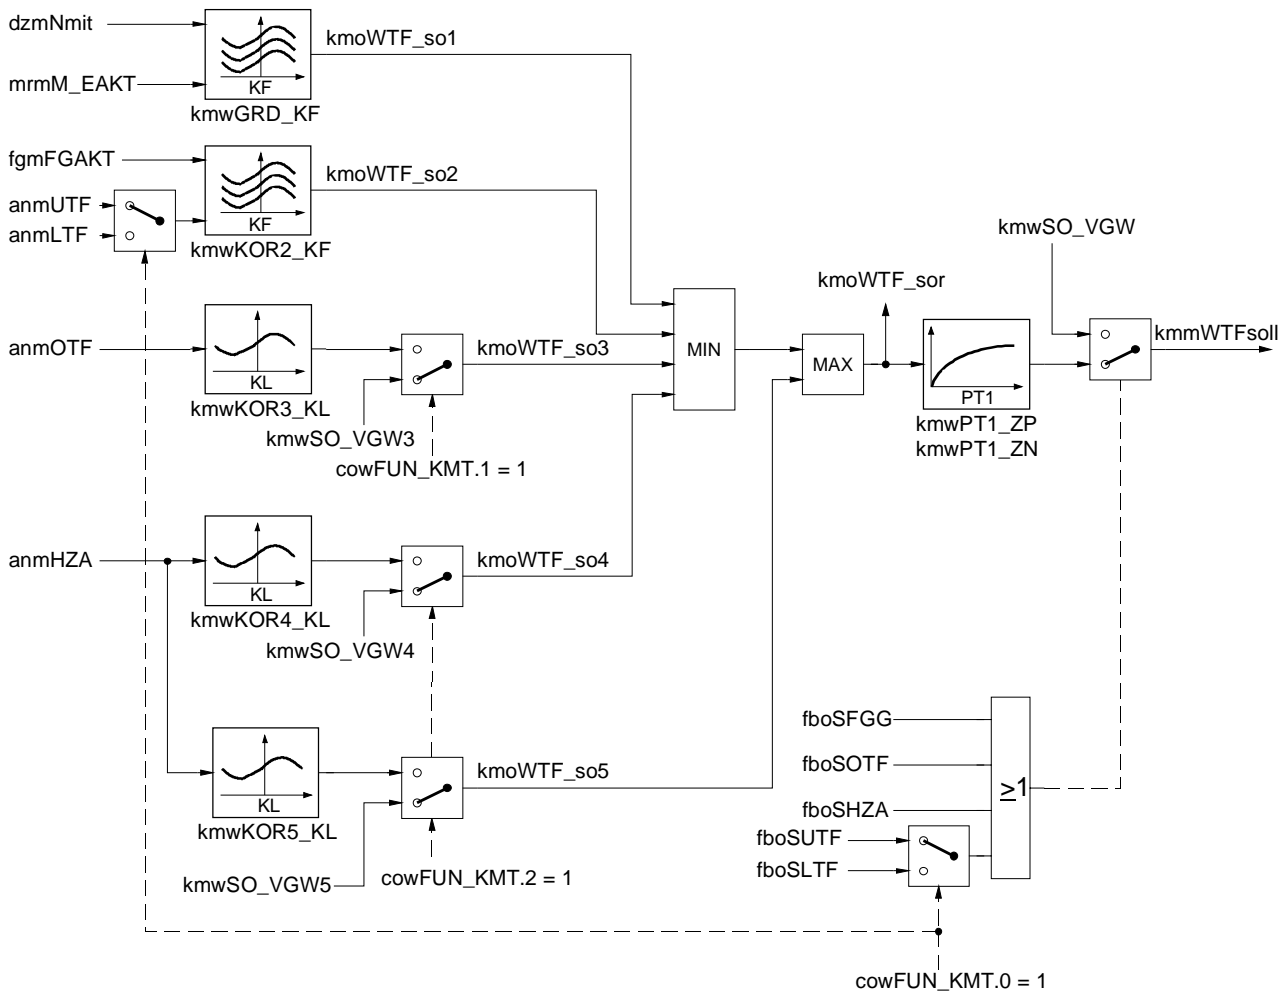 dzmNmit
mrmM_EAKT
KF
kmwGRD_KF
kmoWTF_so1
fgmFGAKT
anmUTF
anmLTF
KF
kmwKOR2_KF
kmoWTF_so2
anmOTF
KL
kmwKOR3_KL
kmwSO_VGW3
cowFUN_KMT.1 = 1
kmoWTF_so3
MIN
kmoWTF_sor
MAX
PT1
kmwPT1_ZP
kmwPT1_ZN
kmwSO_VGW
kmmWTFsoll
anmHZA
KL
kmwKOR4_KL
kmwSO_VGW4
kmoWTF_so4
KL
kmwKOR5_KL
kmwSO_VGW5
cowFUN_KMT.2 = 1
kmoWTF_so5
fboSFGG
fboSOTF
fboSHZA
fboSUTF
fboSLTF
≥1
cowFUN_KMT.0 = 1